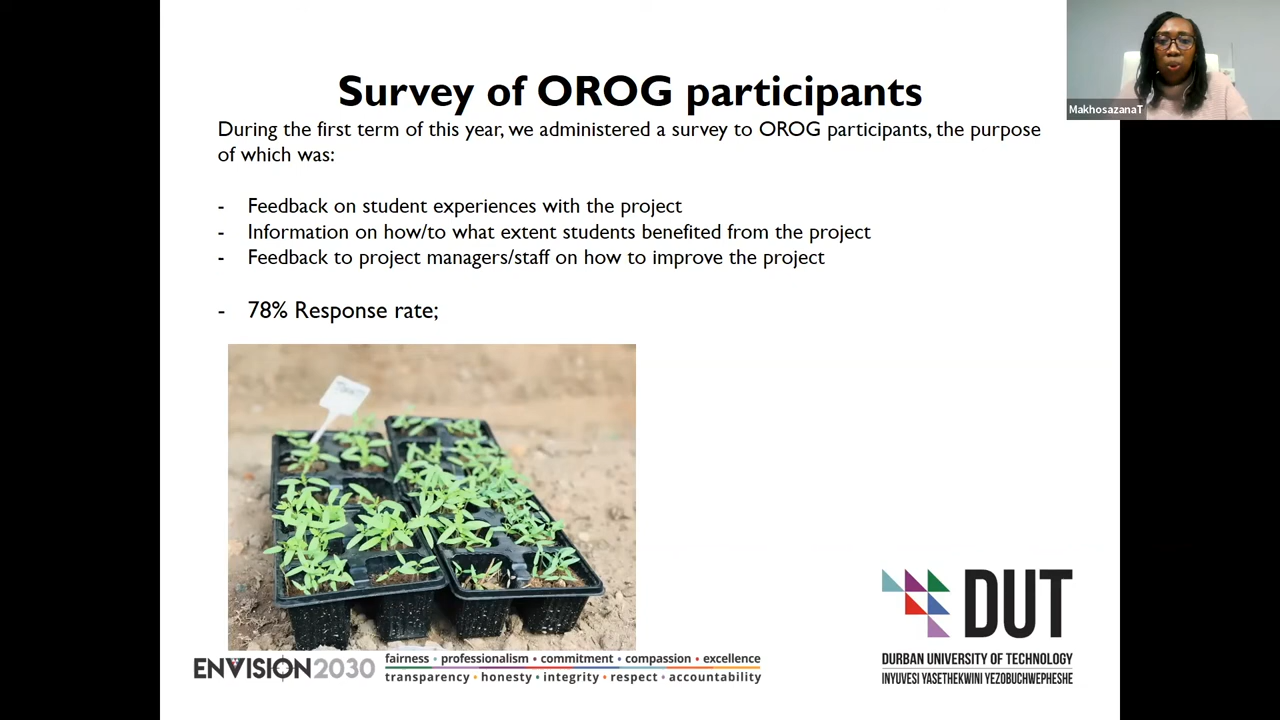 Survey of OROG participants
During the first term of this year, we administered a survey to OROG participants, the purpose
of which was:
- Feedback on student experiences with the project
- Information on how/to what extent students benefited from the project
- Feedback to project managers/staff on how to improve the project
- 78% Response rate;
MakhosazanaT
ENVISION2030
fairness • professionalism • commitment • compassion • excellence
transparency • honesty • integrity • respect • accountability
DUT
DURBAN UNIVERSITY OF TECHNOLOGY
INYUVESI YASETHEKWINI YEZOBUCHWEPHESHE